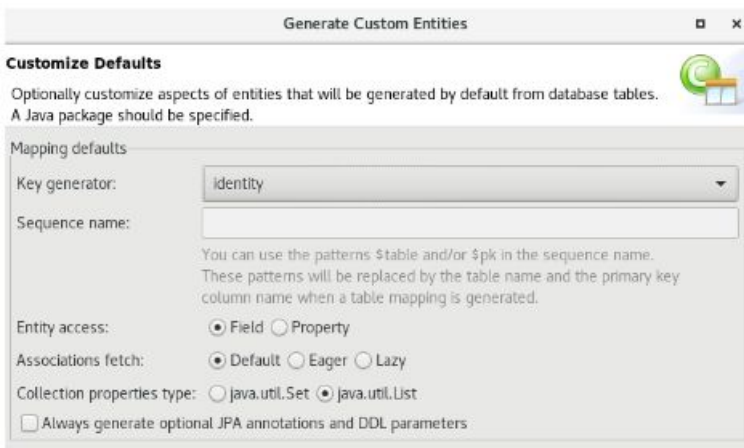 Generate Custom Entities
Customize Defaults
Optionally customize aspects of entities that will be generated by default from database tables.
A Java package should be specified.
Mapping defaults
Key generator: identity
Sequence name:
You can use the patterns $table and/or $pk in the sequence name.
These patterns will be replaced by the table name and the primary key
column name when a table mapping is generated.
Entity access: Field Property
Associations fetch: Default Eager Lazy
Collection properties type: java.util.Set java.util.List
Always generate optional JPA annotations and DDL parameters